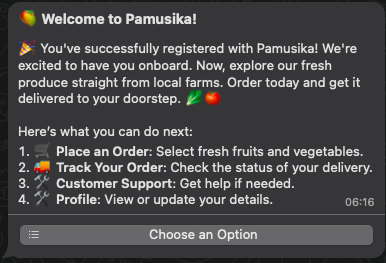 🥭 Welcome to Pamusika!
🎉 You've successfully registered with Pamusika! We're
excited to have you onboard. Now, explore our fresh
produce straight from local farms. Order today and get it
delivered to your doorstep. 🥬 🍅
Here's what you can do next:
1. 🛒 Place an Order: Select fresh fruits and vegetables.
2. 🚚 Track Your Order: Check the status of your delivery.
3. 🛠 Customer Support: Get help if needed.
4. 🛠 Profile: View or update your details.
06:16
Choose an Option